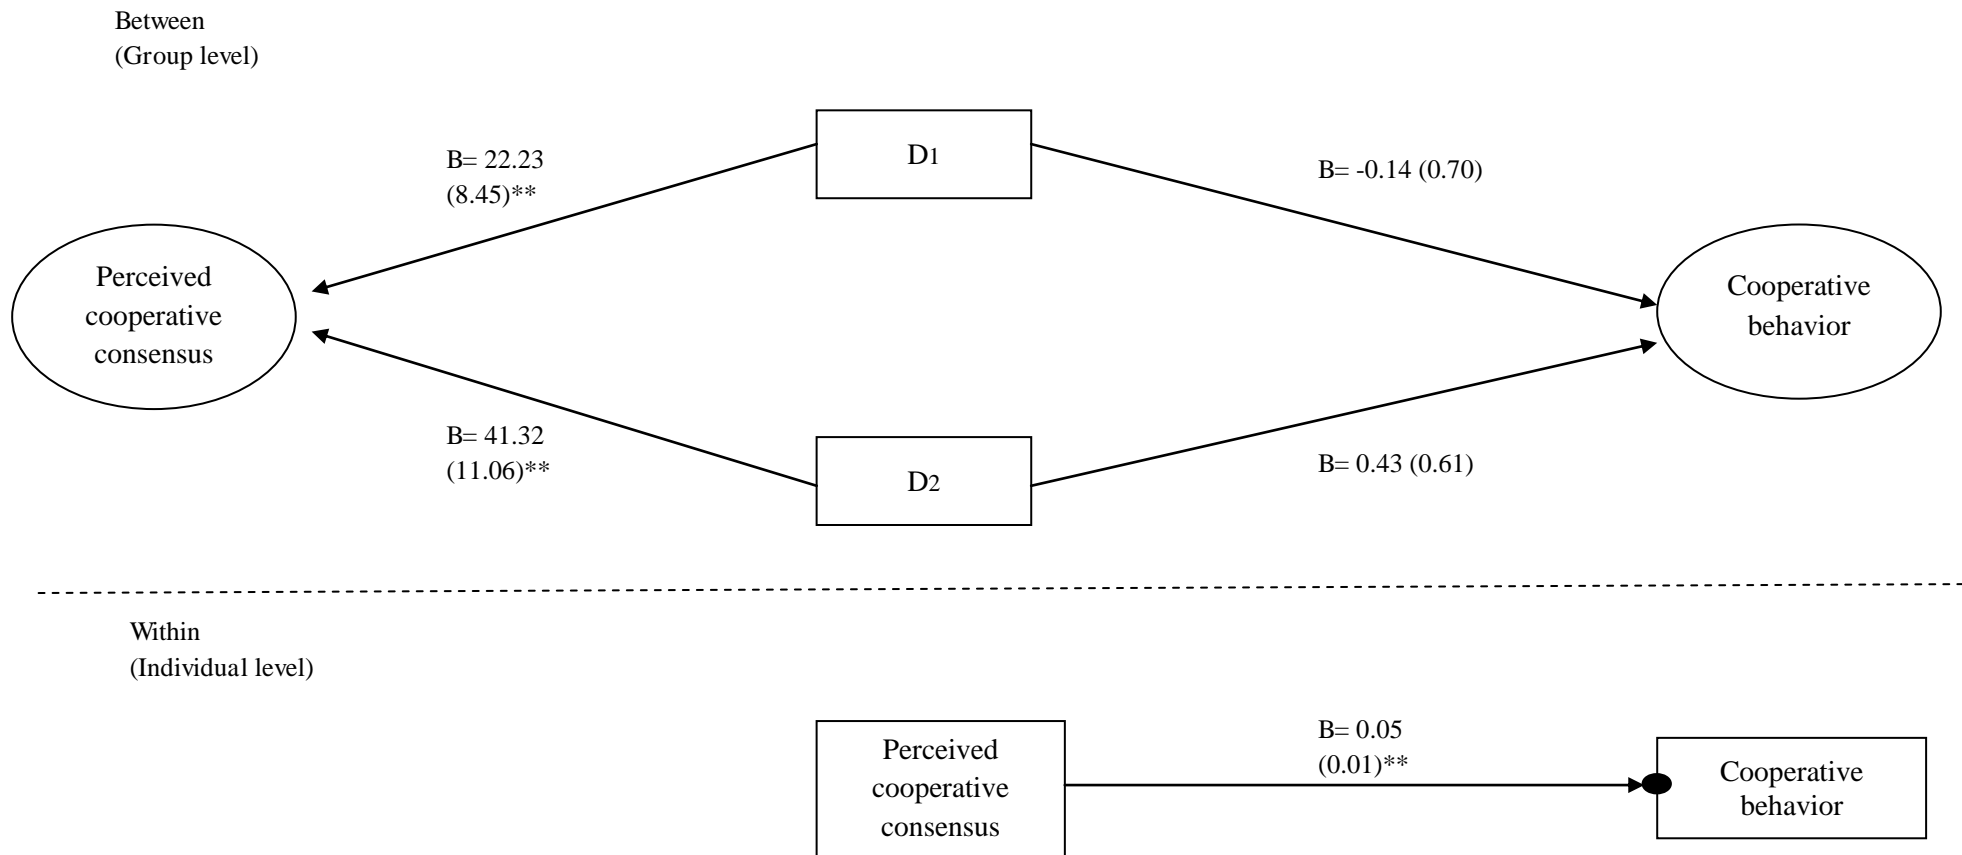 Between
(Group level)
D1
B= 22.23
(8.45)**
B= -0.14 (0.70)
Perceived
cooperative
consensus
Cooperative
behavior
B= 41.32
(11.06)**
D2
B= 0.43 (0.61)
Within
(Individual level)
Perceived
cooperative
consensus
B= 0.05
(0.01)**
Cooperative
behavior